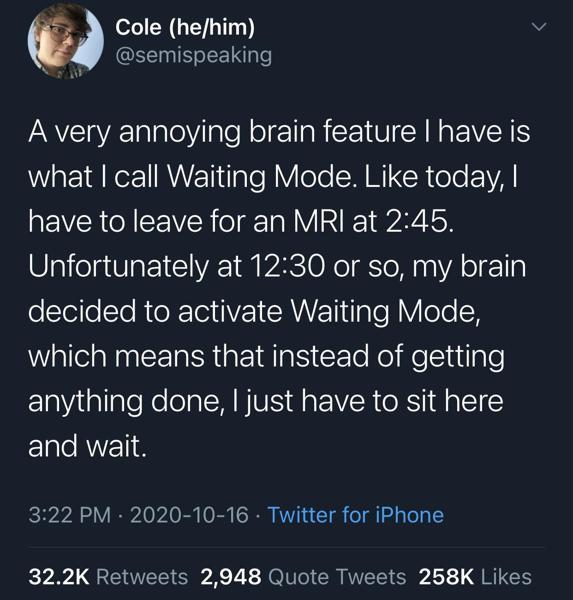 Cole (he/him)
@semispeaking
A very annoying brain feature I have is
what I call Waiting Mode. Like today, I
have to leave for an MRI at 2:45.
Unfortunately at 12:30 or so, my brain
decided to activate Waiting Mode,
which means that instead of getting
anything done, I just have to sit here
and wait.
3:22 PM · 2020-10-16 · Twitter for iPhone
32.2K Retweets 2,948 Quote Tweets 258K Likes